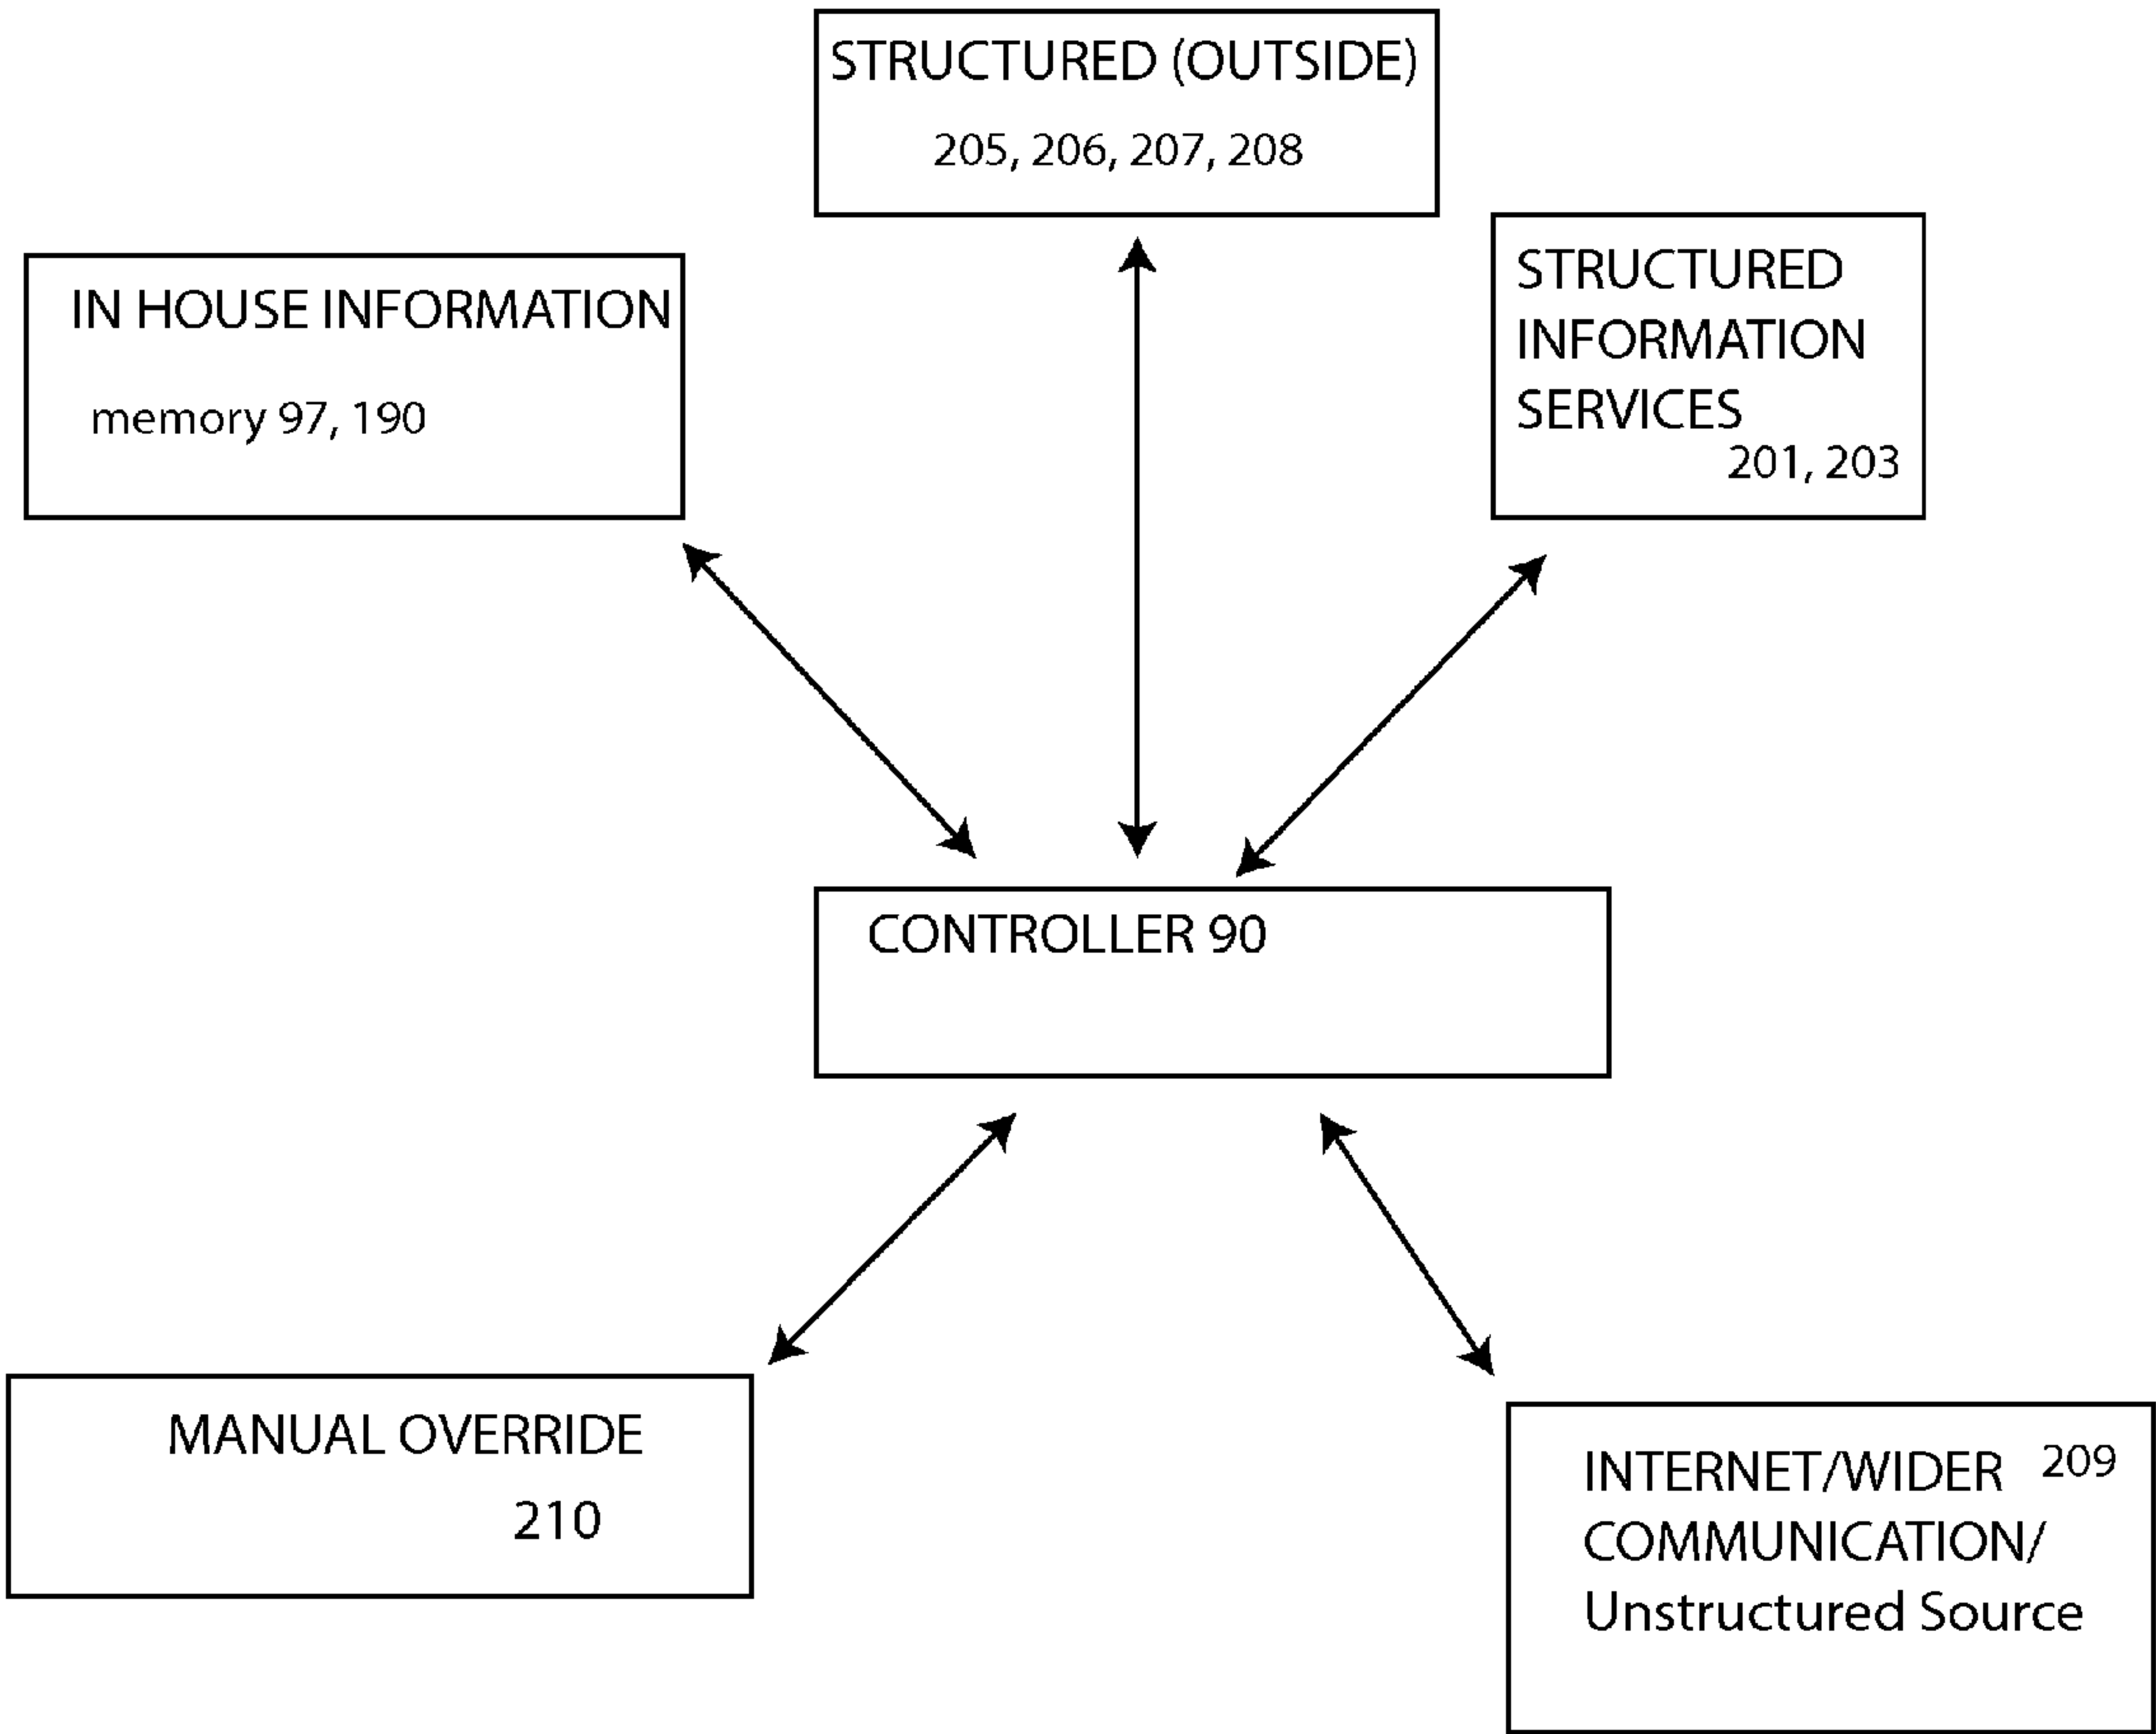 STRUCTURED (OUTSIDE)
205, 206, 207, 208
IN HOUSE INFORMATION
memory 97, 190
STRUCTURED
INFORMATION
SERVICES
201, 203
CONTROLLER 90
MANUAL OVERRIDE
210
INTERNET/WIDER 209
COMMUNICATION/
Unstructured Source